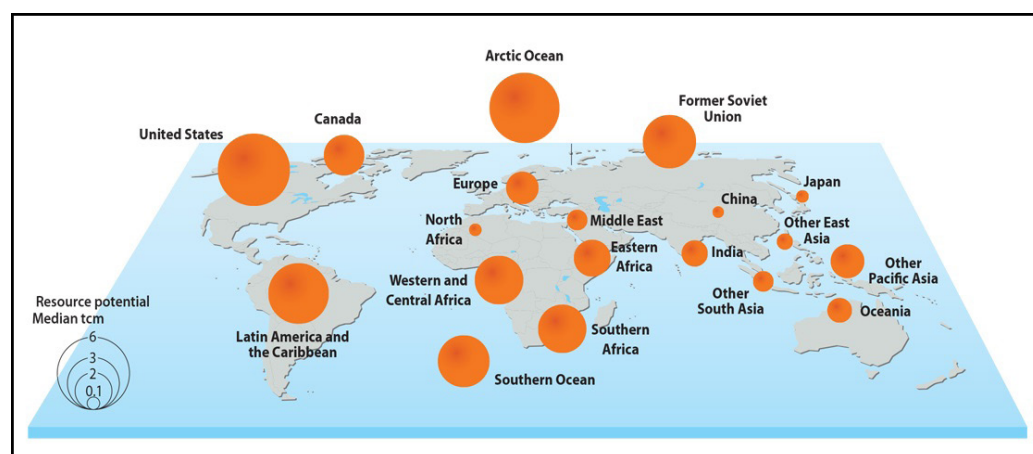 Arctic Ocean
Former Soviet
Union
Canada
United States
Europe
Japan
China
North
Africa
Middle East
Other East
Asia
Eastern
Africa
India
Other
Pacific Asia
Western and
Central Africa
Other
South Asia
Oceania
Resource potential
Median tcm
6
3
2
0.1
Latin America and
the Caribbean
Southern
Africa
Southern Ocean